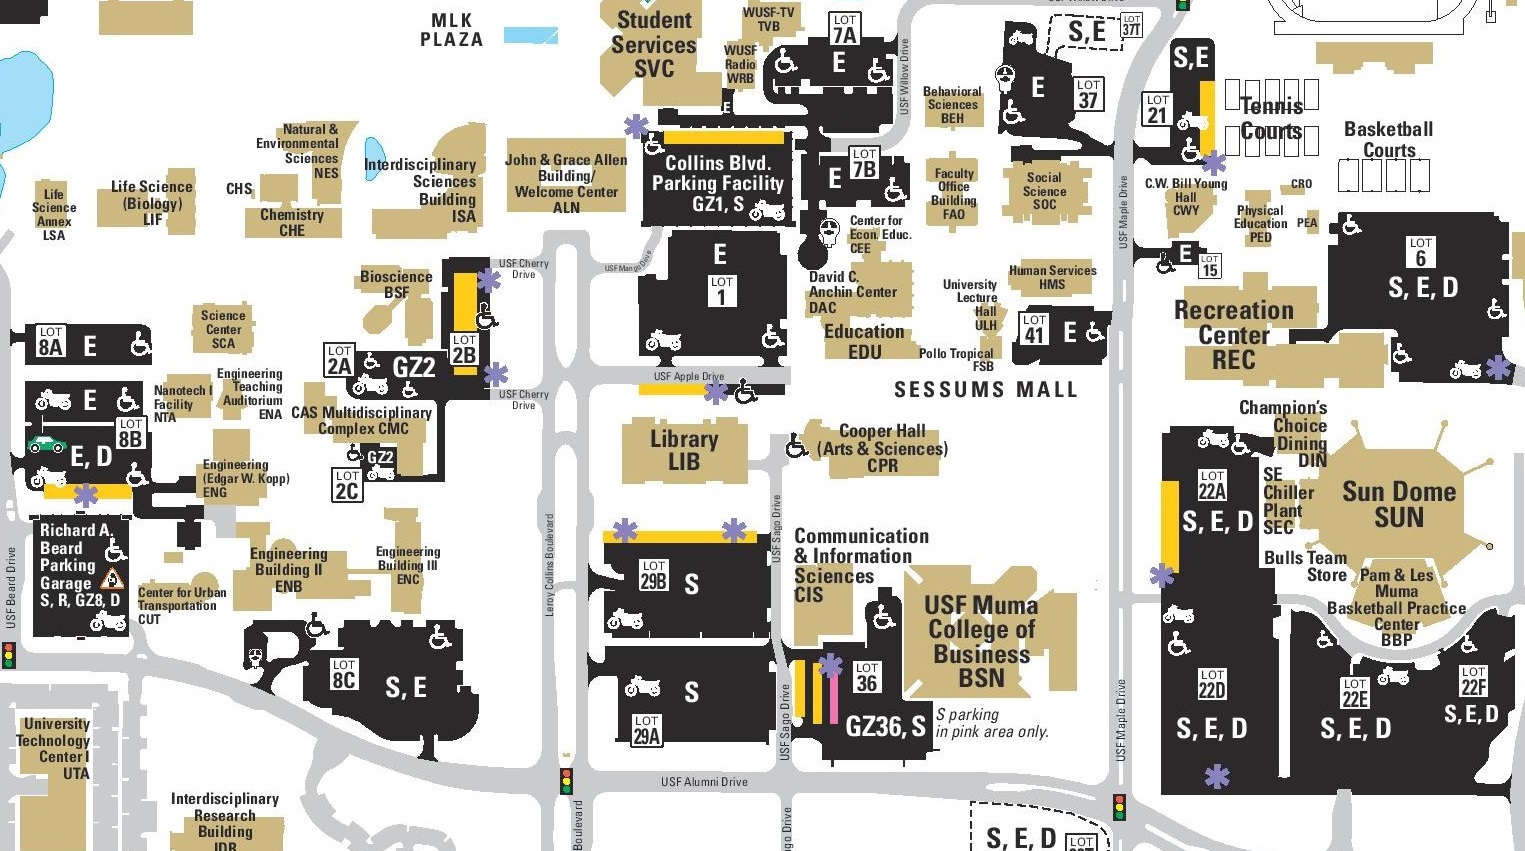 MLK
PLAZA
Student
Services
SVC
WUSF-TV
TVB
WUSF
Radio
WRB
E
LOT
7A
E
USF Willow Drive
S, E
LOT
37T
E
LOT
37
Behavioral
Sciences
BEH
S,E
LOT
21
Tennis
Courts
Basketball
Courts
Natural &
Environmental
Sciences
NES
Interdisciplinary
Sciences
Building
ISA
John & Grace Allen
Building/
Welcome Center
ALN
Collins Blvd.
Parking Facility
GZ1, S
E
LOT
7B
Faculty
Office
Building
FAO
Social
Science
SOC
USF Maple Drive
C.W. Bill Young
Hall
CWY
CRO
Physical
Education
PED
PEA
Life
Science
Annex
LSA
Life Science
(Biology)
LIF
CHS
Chemistry
CHE
Center for
Econ. Educ.
CEE
E
LOT
15
LOT
6
S, E, D
USF Cherry
Drive
USF Mango Drive
E
LOT
1
David C.
Anchin Center
DAC
Education
EDU
University
Lecture
Hall
ULH
Human Services
HMS
LOT
41
E
Pollo Tropical
FSB
Recreation
Center
REC
Bioscience
BSF
Science
Center
SCA
LOT
8A
E
LOT
2A
GZ2
LOT
2B
USF Apple Drive
SESSUMS MALL
USF Cherry
Drive
E
LOT
8B
E, D
Nanotech I
Facility
NTA
Engineering
Teaching
Auditorium
ENA
CAS Multidisciplinary
Complex CMC
GZ2
LOT
2C
Engineering
(Edgar W. Kopp)
ENG
Library
LIB
Cooper Hall
(Arts & Sciences)
CPR
Champion's
Choice
Dining
DIN
SE
Chiller
Plant
SEC
LOT
22A
S, E, D
Sun Dome
SUN
Bulls Team
Store
Pam & Les
Muma
Basketball Practice
Center
BBP
USF Beard Drive
Richard A.
Beard
Parking
Garage
S, R, GZ8, D
Center for Urban
Transportation
CUT
Engineering
Building II
ENB
Engineering
Building III
ENC
Leroy Collins Boulevard
LOT
29B
S
USF Sago Drive
Communication
& Information
Sciences
CIS
USF Muma
College of
Business
BSN
LOT
8C
S, E
S
LOT
29A
USF Sago Drive
LOT
36
GZ36, S
S parking
in pink area only.
USF Maple Drive
LOT
22D
S, E, D
LOT
22E
S, E, D
LOT
22F
S, E, D
University
Technology
Center I
UTA
USF Alumni Drive
Interdisciplinary
Research
Building
IDR
Boulevard
S, E, D
LOT